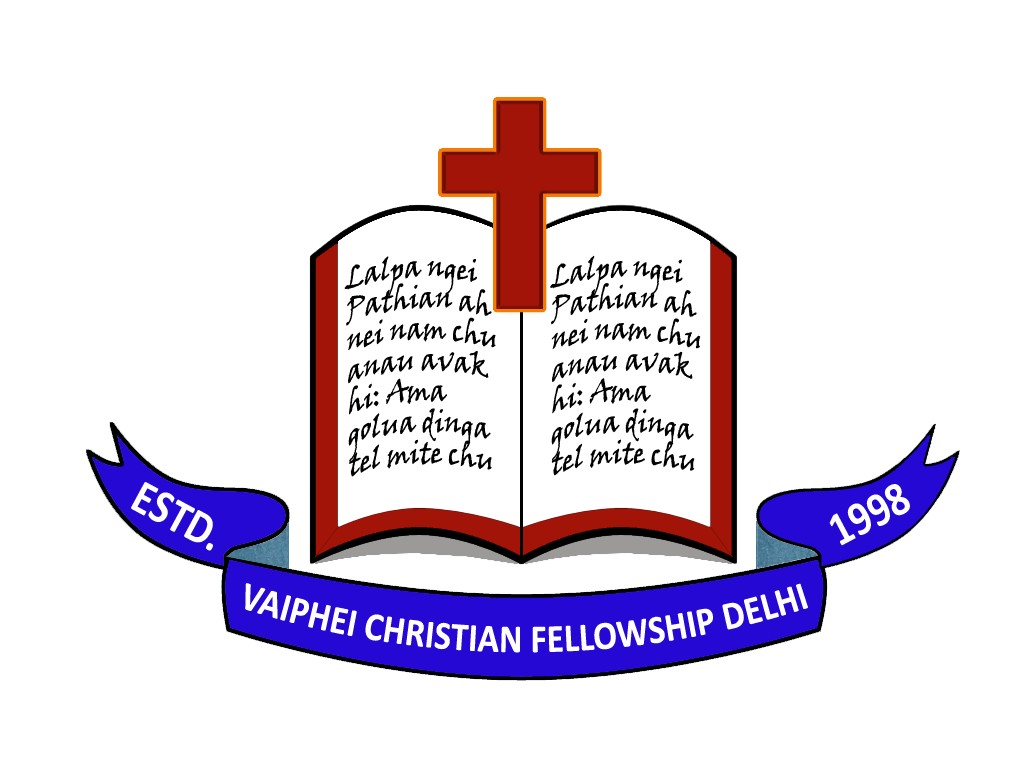 Lalpa ngei
Pathian ah
nei nam chu
anau avak
hi: Ama
golua dinga
tel mite chu
Lalpa ngei
Pathian ah
nei nam chu
anau avak
hi: Ama
golua dinga
tel mite chu
ESTD.
VAIPHEI CHRISTIAN FELLOWSHIP DELHI
1998